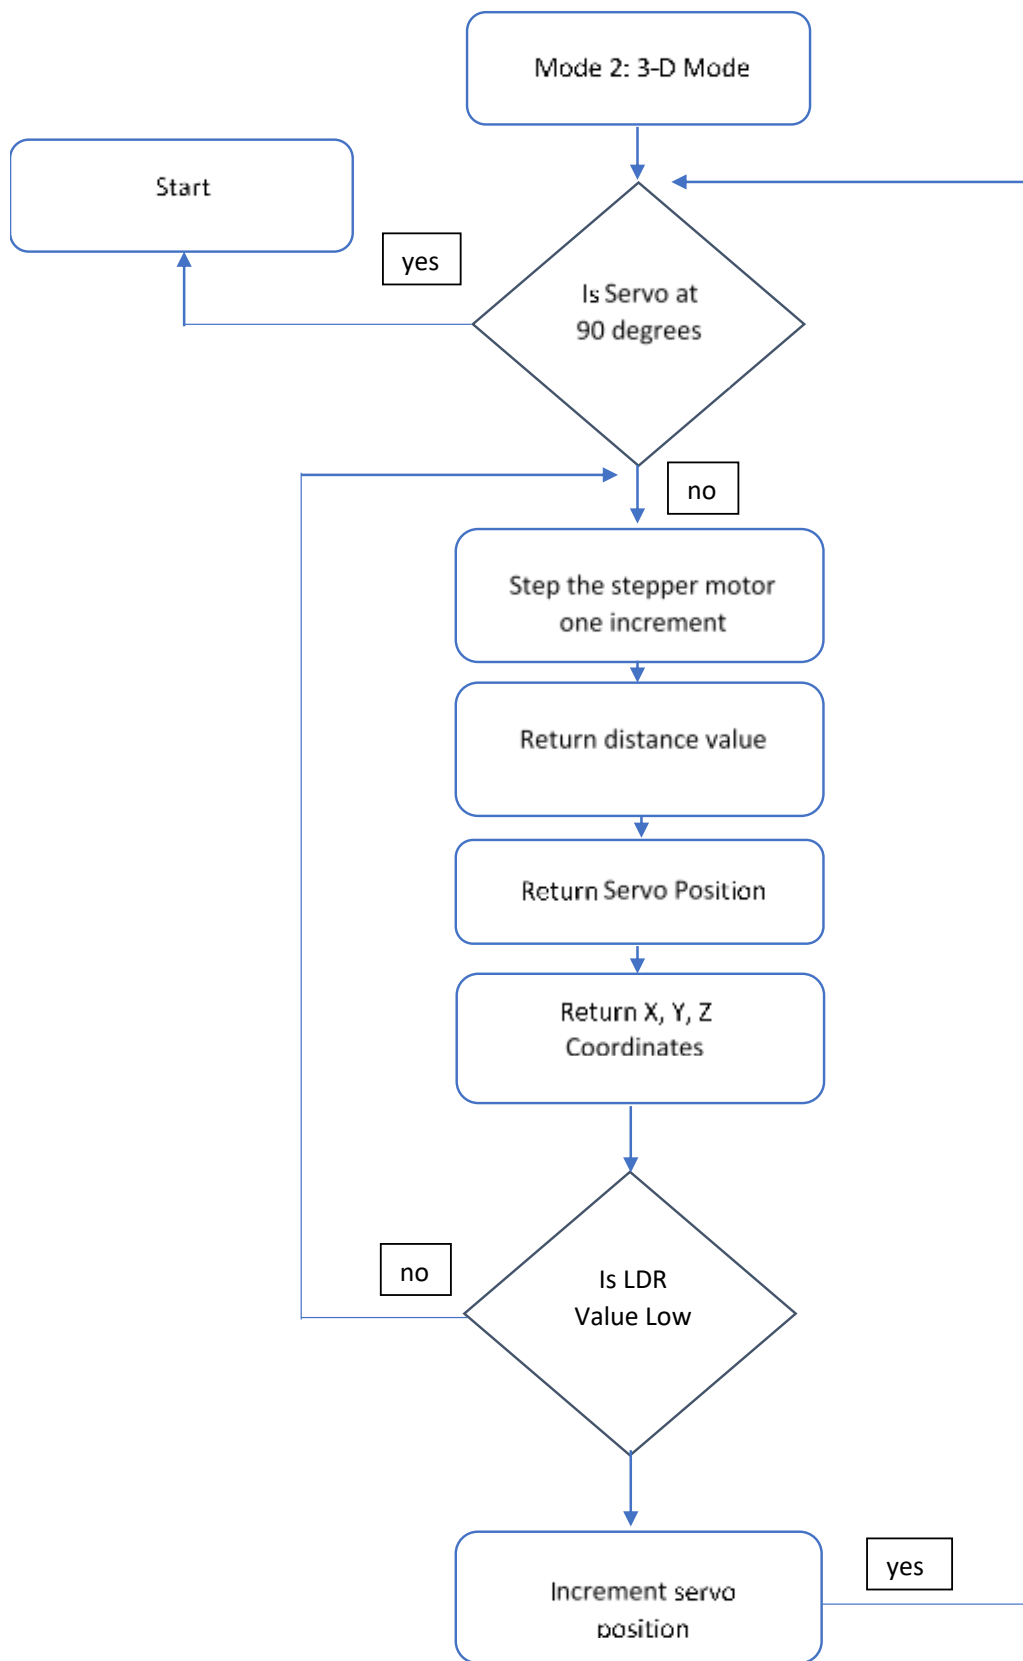 Mode 2: 3-D Mode
Start
yes
Is Servo at
90 degrees
no
Step the stepper motor
one increment
Return distance value
Return Servo Position
Return X, Y, Z
Coordinates
no
Is LDR
Value Low
yes
Increment servo
position